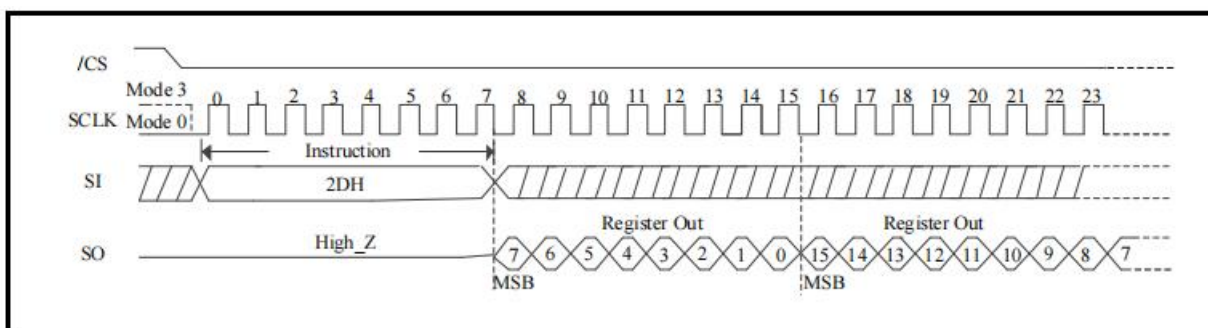 /CS
Mode 3
0 1 2 3 4 5 6 7 8 9 10 11 12 13 14 15 16 17 18 19 20 21 22 23
SCLK Mode 0
Instruction
SI
2DH
Register Out Register Out
High_Z
SO
7 6 5 4 3 2 1 0 15 14 13 12 11 10 9 8 7
MSB MSB